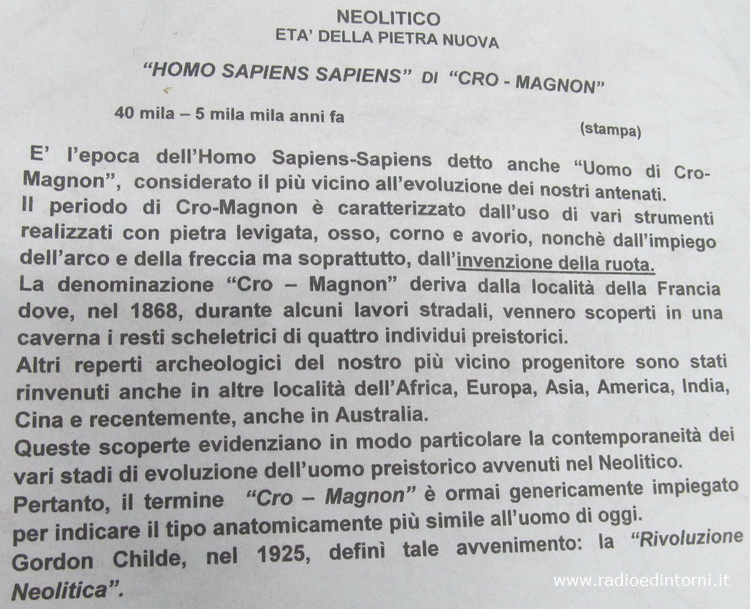 NEOLITICO
ETA' DELLA PIETRA NUOVA
“HOMO SAPIENS SAPIENS” DI “CRO - MAGNON”
40 mila – 5 mila mila anni fa
(stampa)
E' l'epoca dell'Homo Sapiens-Sapiens detto anche “Uomo di Cro-
Magnon”, considerato il più vicino all'evoluzione dei nostri antenati.
Il periodo di Cro-Magnon è caratterizzato dall'uso di vari strumenti
realizzati con pietra levigata, osso, corno e avorio, nonchè dall'impiego
dell'arco e della freccia ma soprattutto, dall'invenzione della ruota.
La denominazione “Cro – Magnon” deriva dalla località della Francia
dove, nel 1868, durante alcuni lavori stradali, vennero scoperti in una
caverna i resti scheletrici di quattro individui preistorici.
Altri reperti archeologici del nostro più vicino progenitore sono stati
rinvenuti anche in altre località dell'Africa, Europa, Asia, America, India,
Cina e recentemente, anche in Australia.
Queste scoperte evidenziano in modo particolare la contemporaneità dei
vari stadi di evoluzione dell'uomo preistorico avvenuti nel Neolitico.
Pertanto, il termine “Cro – Magnon” è ormai genericamente impiegato
per indicare il tipo anatomicamente più simile all'uomo di oggi.
Gordon Childe, nel 1925, definì tale avvenimento: la “Rivoluzione
Neolitica”.
www.radioedintorni.it